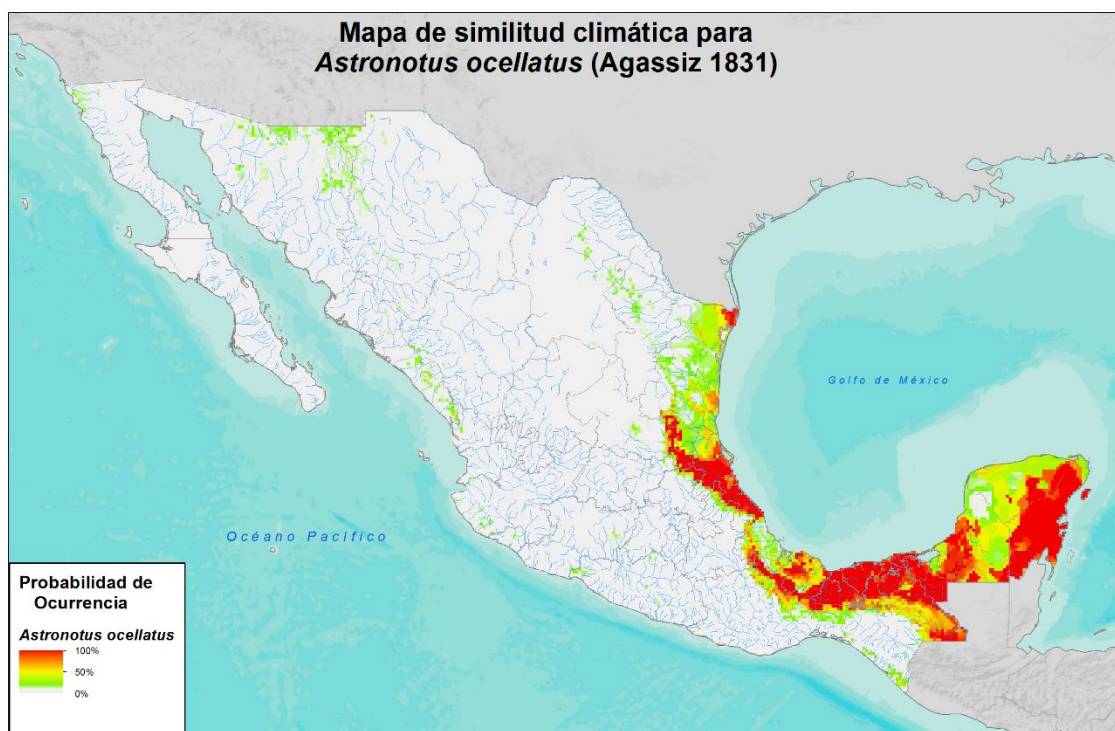 Mapa de similitud climática para
Astronotus ocellatus (Agassiz 1831)
Golfo de México
Océano Pacífico
Probabilidad de
Ocurrencia
Astronotus ocellatus
100%
50%
0%